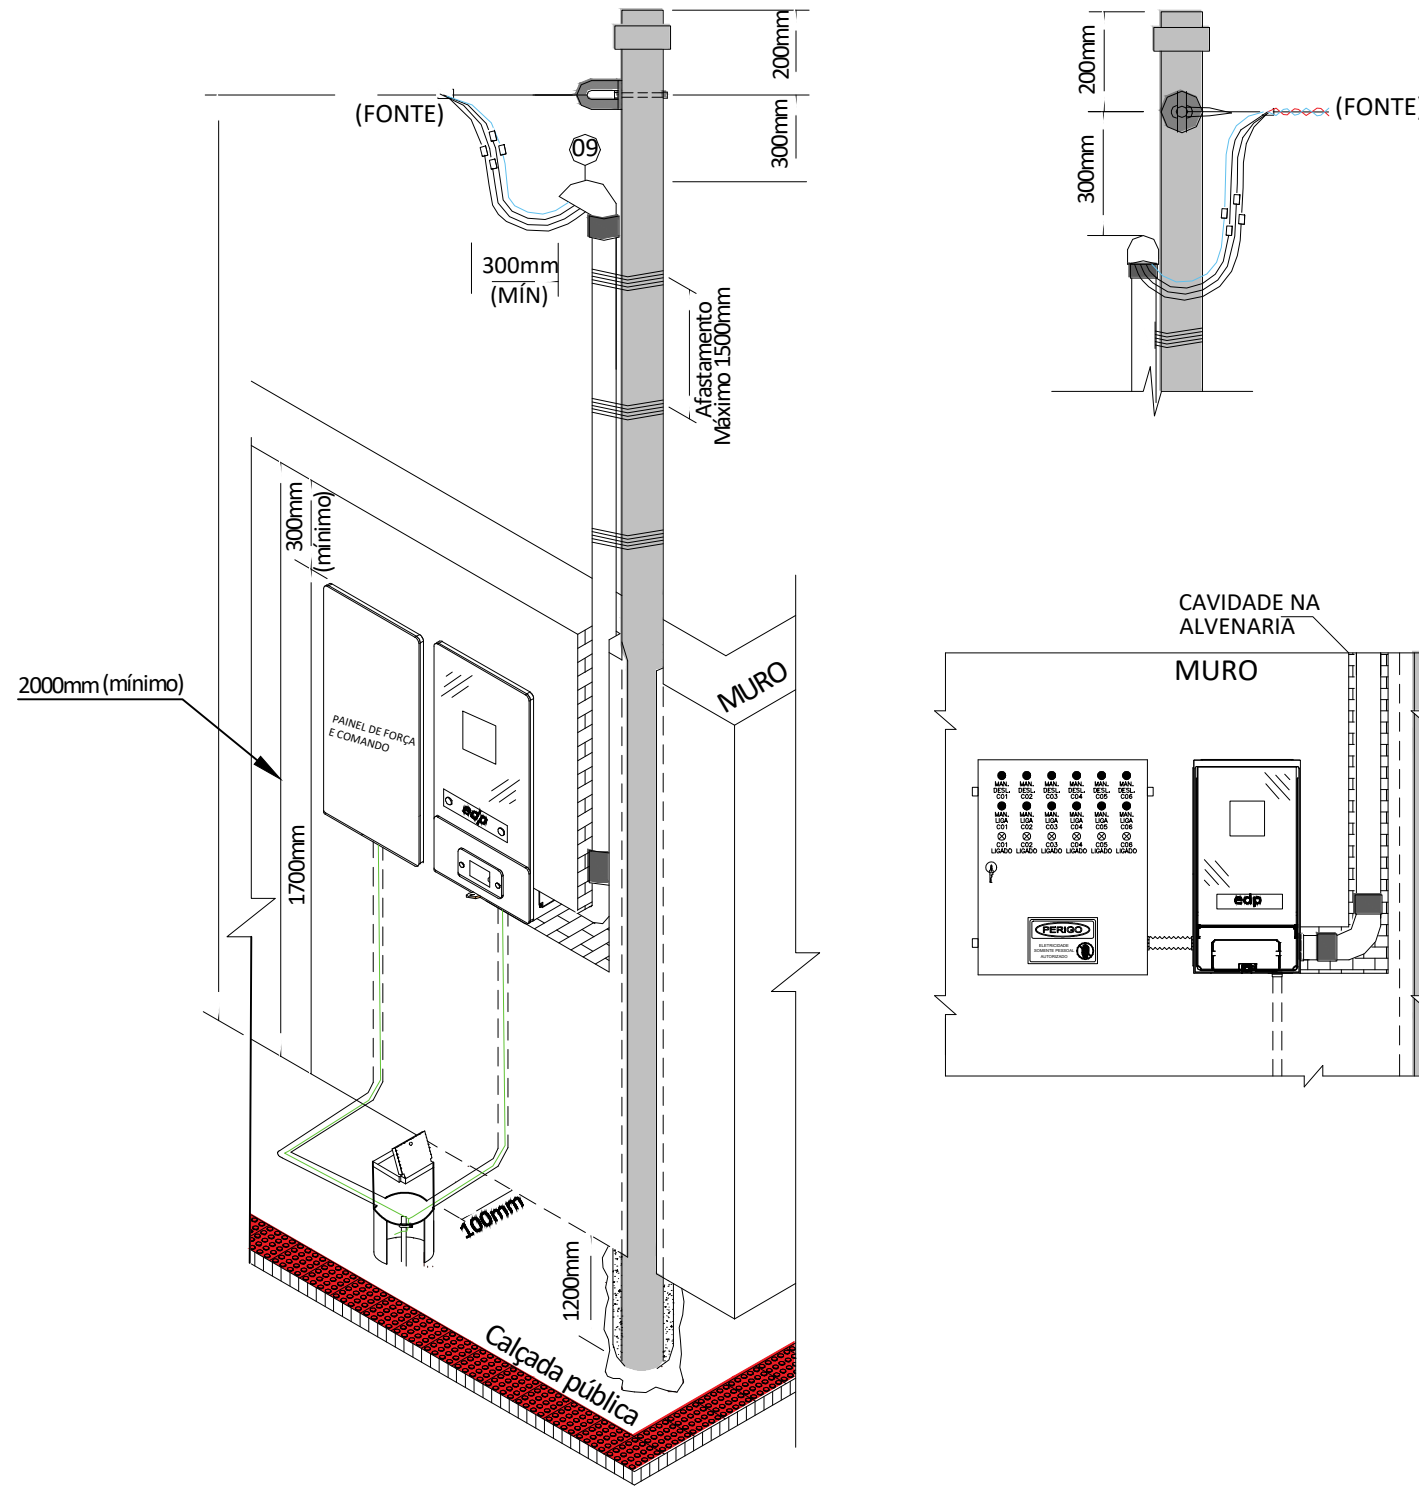 200mm
(FONTE)
300mm
09
300mm
(MÍN)
Afastamento
Máximo 1500mm
300mm
(mínimo)
2000mm (mínimo)
PAINEL DE FORÇA
E COMANDO
MURO
edp
1700mm
100mm
1200mm
Calçada pública
200mm
(FONTE)
300mm
CAVIDADE NA
ALVENARIA
MURO
MAN. MAN. MAN. MAN. MAN. MAN.
DESL. DESL. DESL. DESL. DESL. DESL.
C01 C02 C03 C04 C05 C06
MAN. MAN. MAN. MAN. MAN. MAN.
LIGA LIGA LIGA LIGA LIGA LIGA
C01 C02 C03 C04 C05 C06
C01 C02 C03 C04 C05 C06
LIGADO LIGADO LIGADO LIGADO LIGADO LIGADO
PERIGO
ELETRICIDADE
SOMENTE PESSOAL
AUTORIZADO
edp